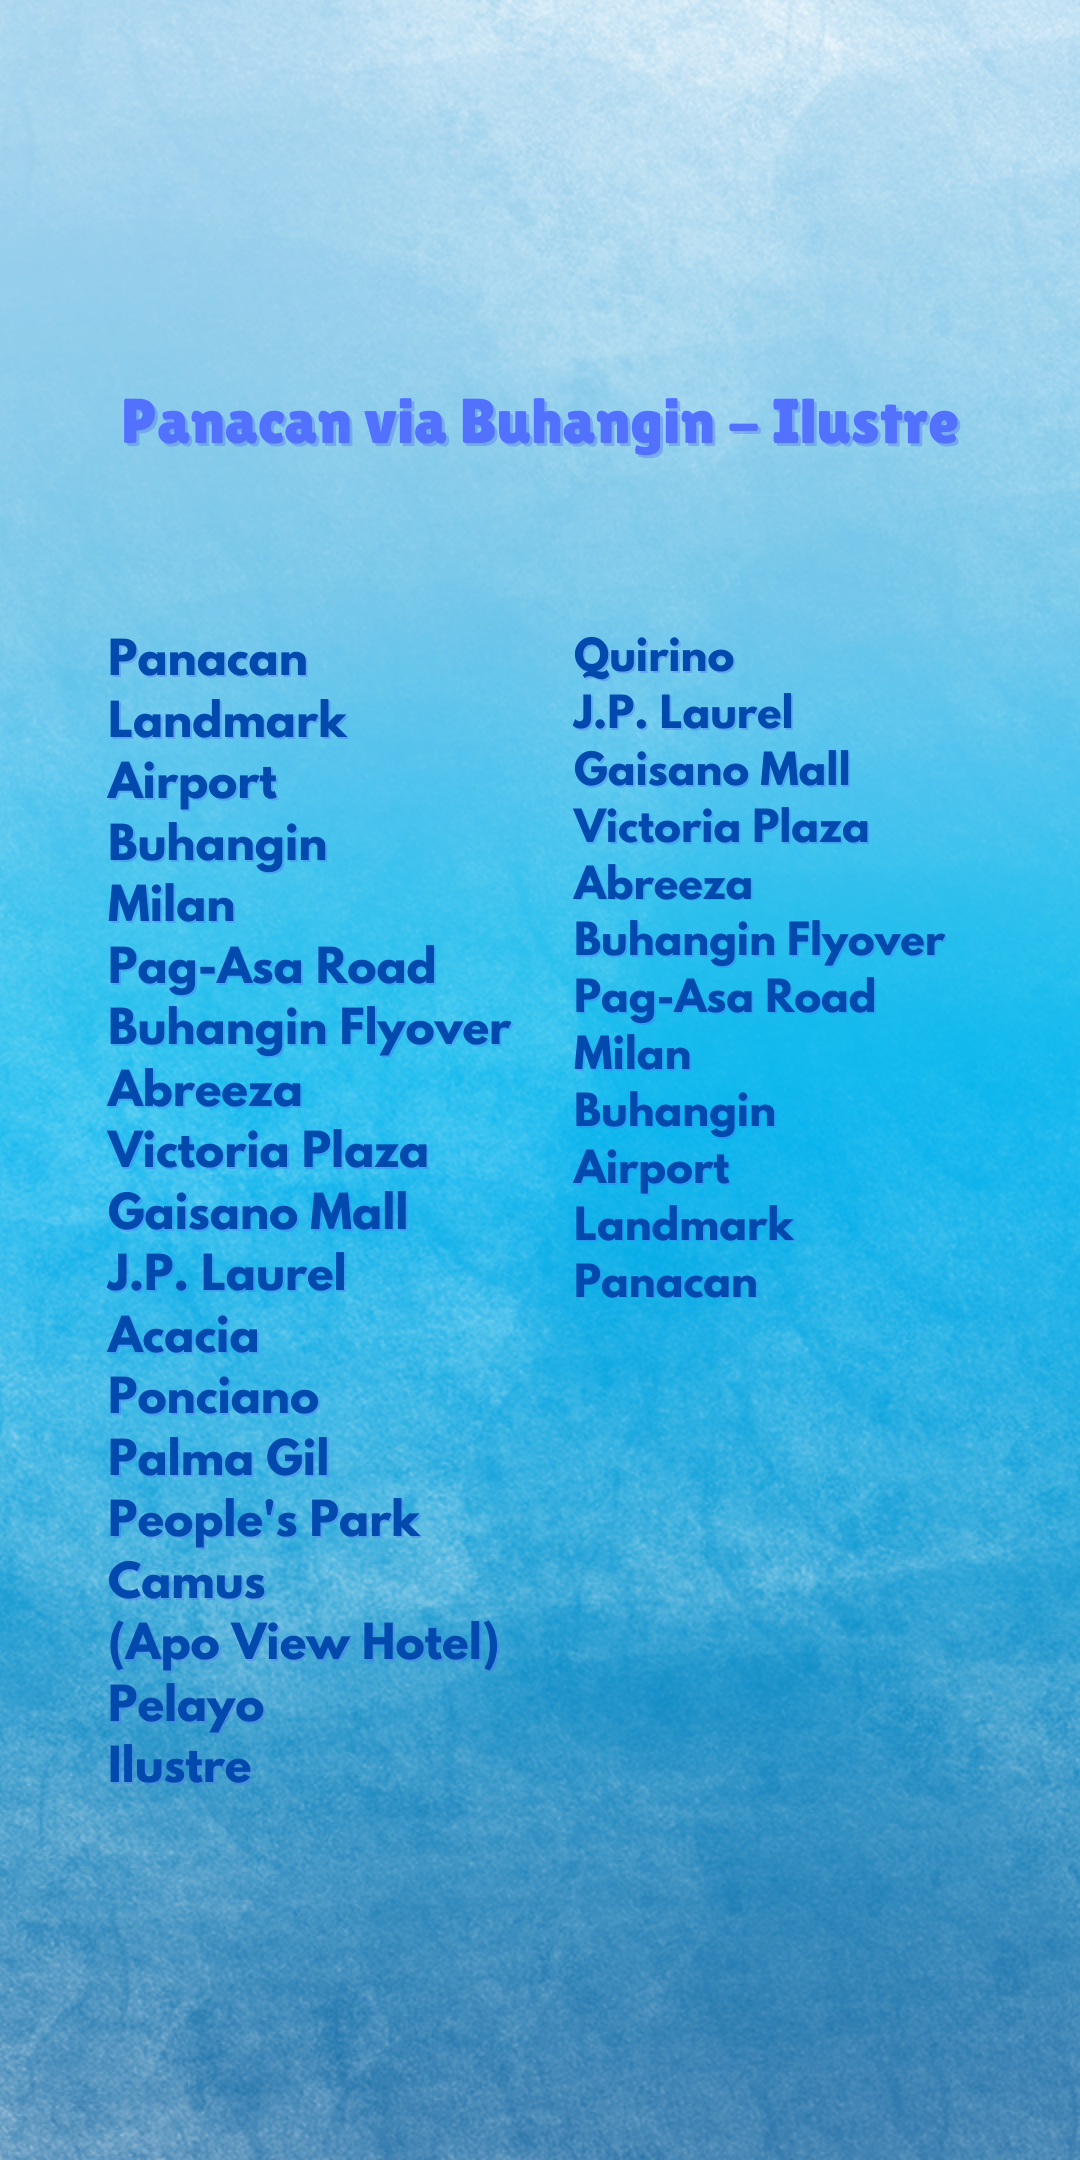 Panacan via Buhangin – Ilustre
Panacan
Landmark
Airport
Buhangin
Milan
Pag-Asa Road
Buhangin Flyover
Abreeza
Victoria Plaza
Gaisano Mall
J.P. Laurel
Acacia
Ponciano
Palma Gil
People's Park
Camus
(Apo View Hotel)
Pelayo
Ilustre
Quirino
J.P. Laurel
Gaisano Mall
Victoria Plaza
Abreeza
Buhangin Flyover
Pag-Asa Road
Milan
Buhangin
Airport
Landmark
Panacan